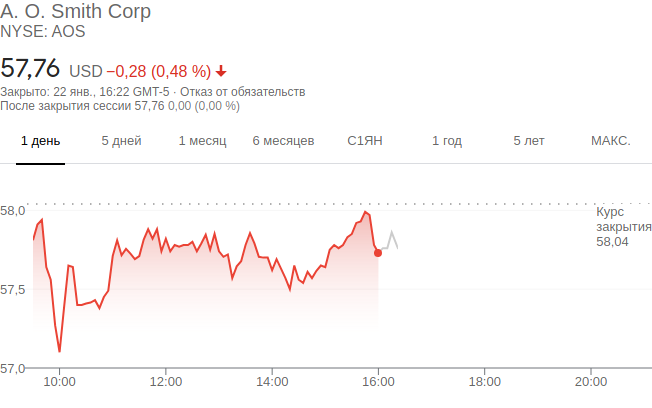 A. O. Smith Corp
NYSE: AOS
57,76 USD −0,28 (0,48 %)
Закрыто: 22 янв., 16:22 GMT-5 · Отказ от обязательств
После закрытия сессии 57,76 0,00 (0,00 %)
1 день 5 дней 1 месяц 6 месяцев С1ЯН 1 год 5 лет МАКС.
58,0
Курс
закрытия
58,04
57,5
57,0
10:00 12:00 14:00 16:00 18:00 20:00